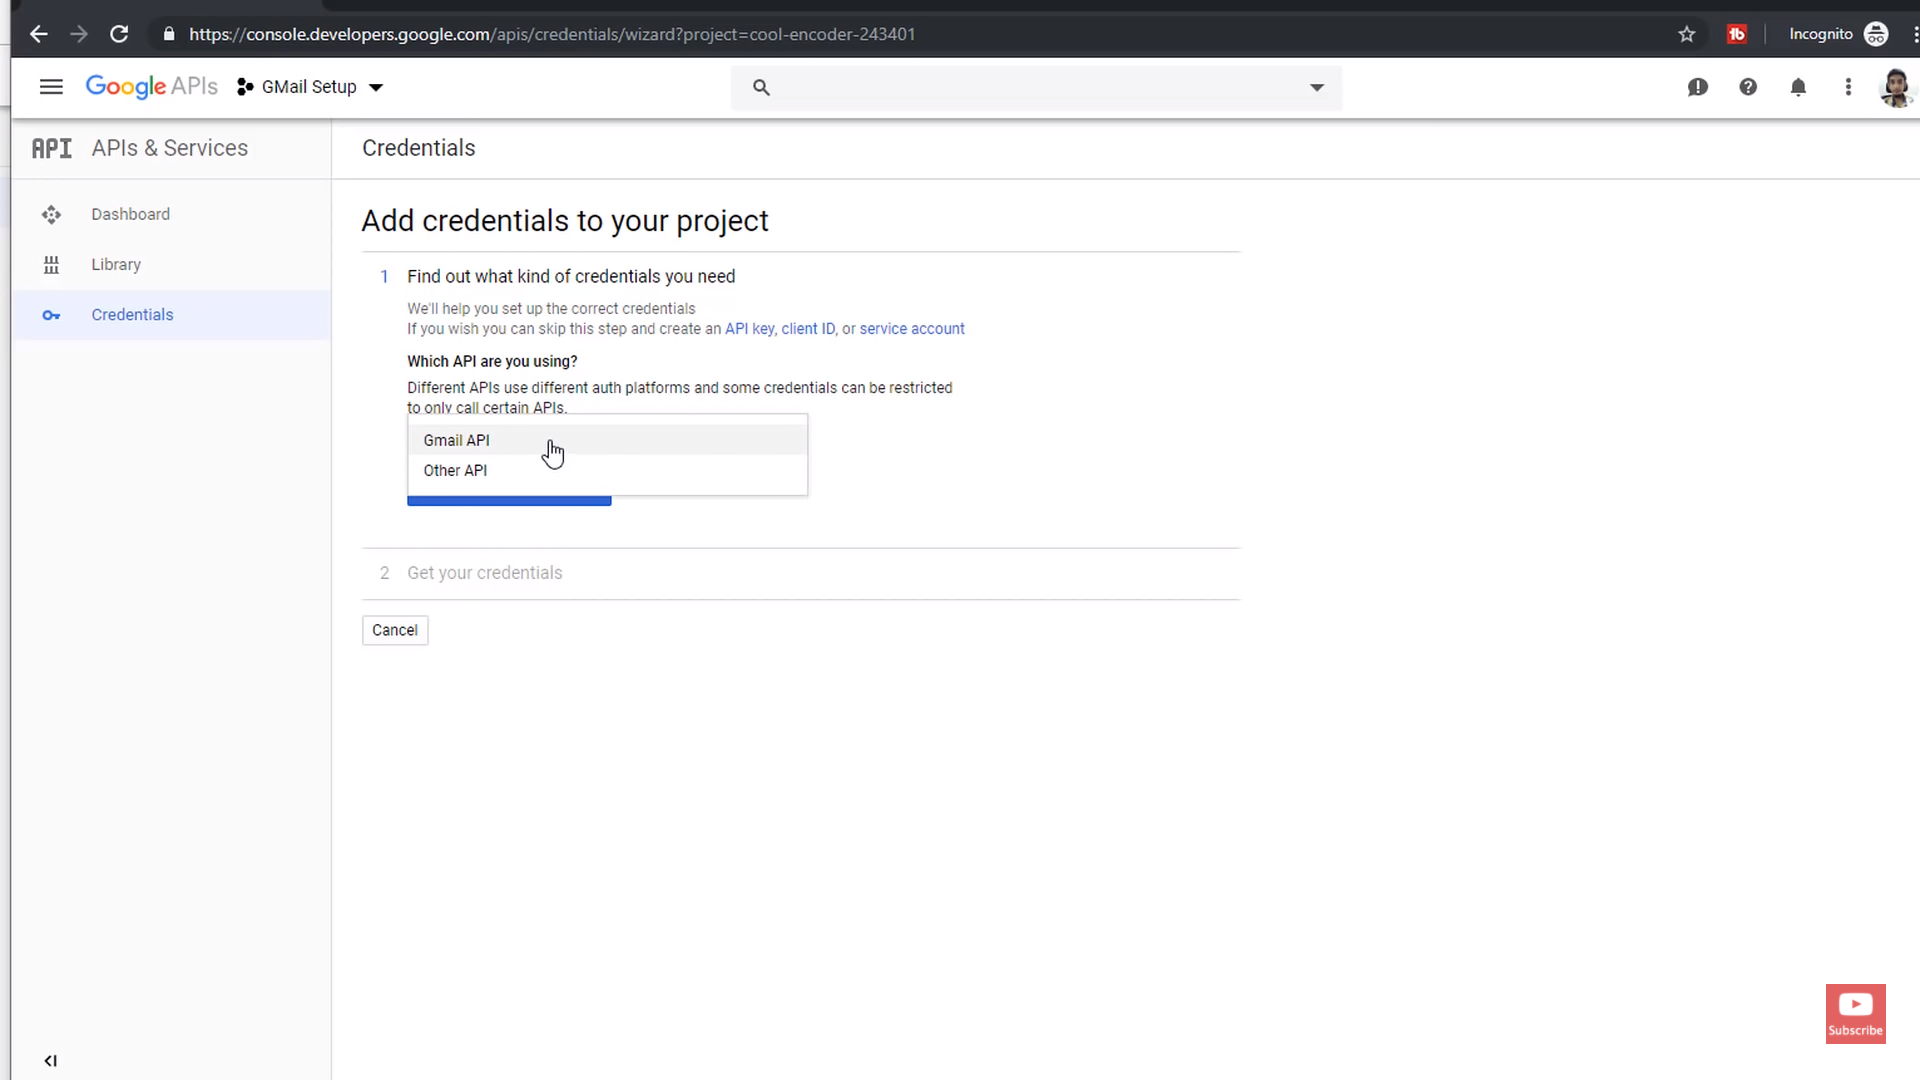 https://console.developers.google.com/apis/credentials/wizard?project=cool-encoder-243401
Incognito
Google APIs
GMail Setup
API APIs & Services
Credentials
Dashboard
Library
Credentials
Add credentials to your project
1 Find out what kind of credentials you need
We'll help you set up the correct credentials
If you wish you can skip this step and create an API key, client ID, or service account
Which API are you using?
Different APIs use different auth platforms and some credentials can be restricted
to only call certain APIs.
Gmail API
Other API
2 Get your credentials
Cancel
Subscribe